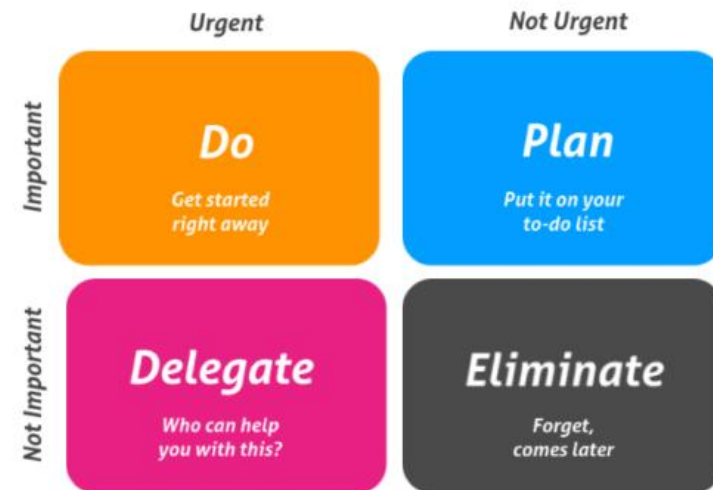 Urgent
Not Urgent
Important
Do
Get started
right away
Plan
Put it on your
to-do list
Not Important
Delegate
Who can help
you with this?
Eliminate
Forget,
comes later